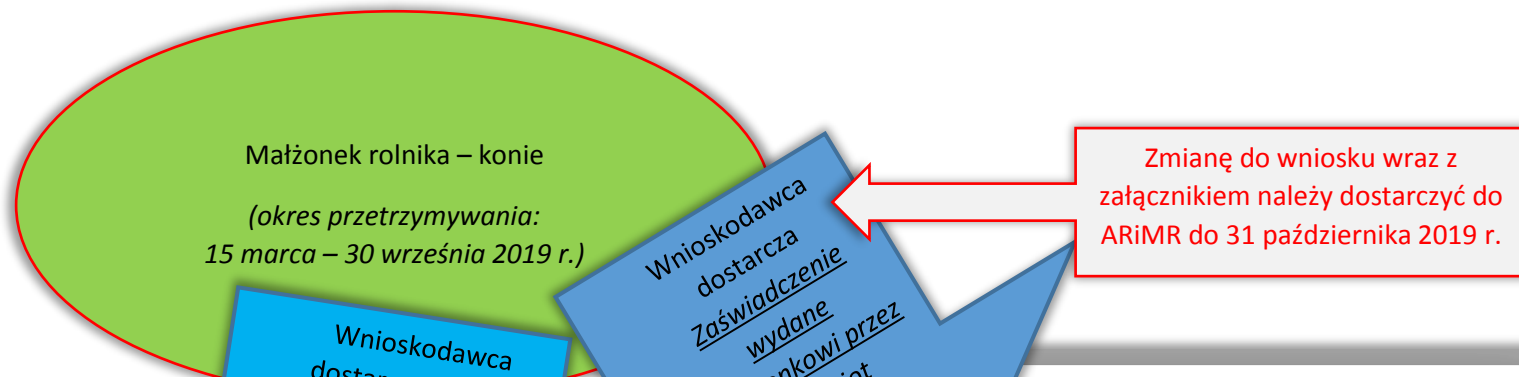 Małżonek rolnika – konie
(okres przetrzymywania:
15 marca – 30 września 2019 r.)
Zmianę do wniosku wraz z
załącznikiem należy dostarczyć do
ARiMR do 31 października 2019 r.
Wnioskodawca
dostarcza
Zaświadczenie
wydane
przez
Wnioskodawca